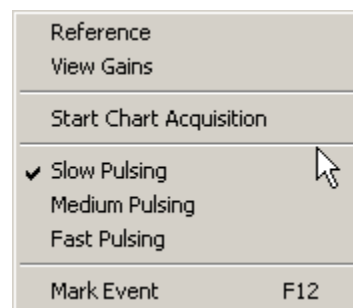 Reference
View Gains
Start Chart Acquisition
Slow Pulsing
Medium Pulsing
Fast Pulsing
Mark Event F12